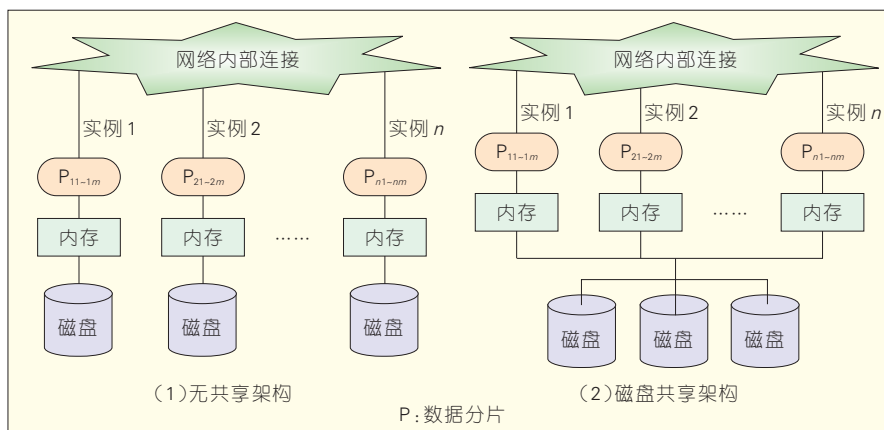 网络内部连接
实例1
实例2
实例n
P11-1m
P21-2m
Pn1-nm
内存
内存
……
内存
磁盘
磁盘
磁盘
(1)无共享架构
网络内部连接
实例1
实例2
实例n
P11-1m
P21-2m
Pn1-nm
内存
内存
……
内存
磁盘
磁盘
磁盘
(2)磁盘共享架构
P:数据分片